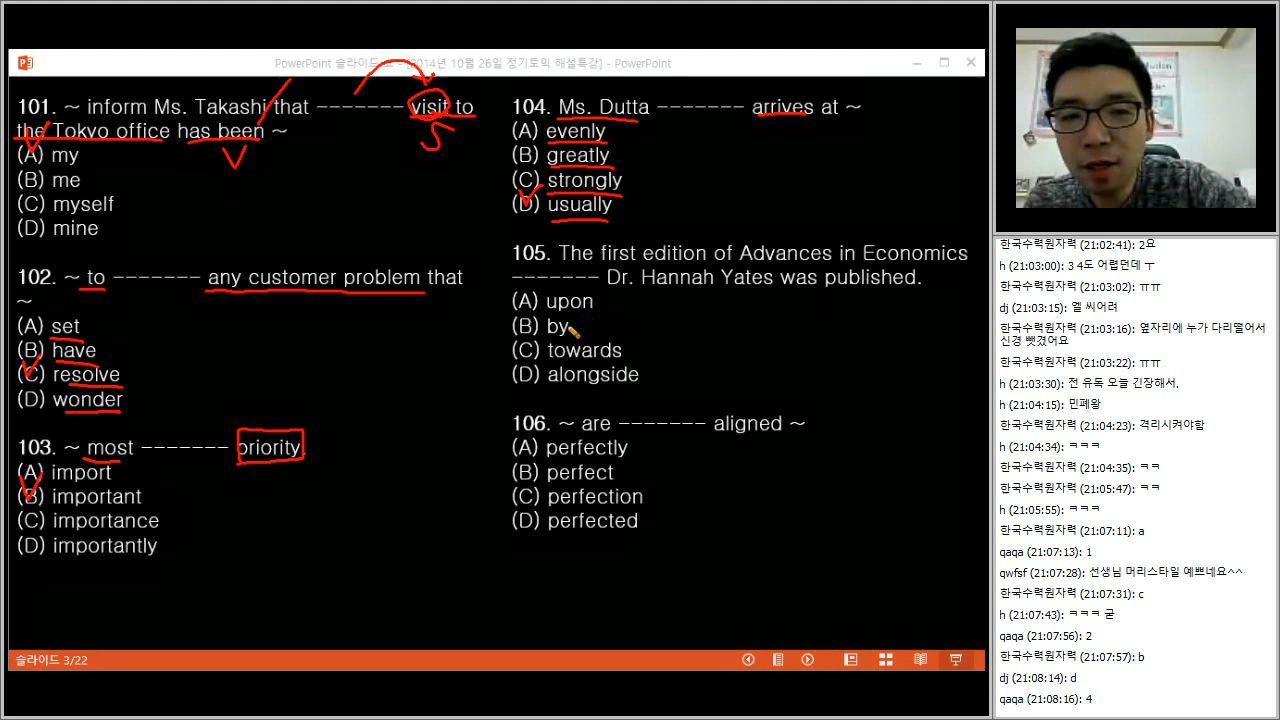 PowerPoint 슬라이드 쇼 - [2014년 10월 26일 정기토익 해설특강] - PowerPoint
101. ~ inform Ms. Takashi that ------- visit to
the Tokyo office has been ~
(A) my
(B) me
(C) myself
(D) mine
S
V
102. ~ to ------- any customer problem that
~
(A) set
(B) have
(C) resolve
(D) wonder
103. ~ most ------- priority.
(A) import
(B) important
(C) importance
(D) importantly
104. Ms. Dutta ------- arrives at ~
(A) evenly
(B) greatly
(C) strongly
(D) usually
105. The first edition of Advances in Economics
------- Dr. Hannah Yates was published.
(A) upon
(B) by
(C) towards
(D) alongside
106. ~ are ------- aligned ~
(A) perfectly
(B) perfect
(C) perfection
(D) perfected
슬라이드 3/22
한국수력원자력 (21:02:41): 2요
h (21:03:00): 3 4도 어렵던데 ㅜ
한국수력원자력 (21:03:02): ㅠㅠ
dj (21:03:15): 엘 씨어려
한국수력원자력 (21:03:16): 옆자리에 누가 다리떨어서
신경 뺏겼어요
한국수력원자력 (21:03:22): ㅠㅠ
h (21:03:30): 전 유독 오늘 긴장해서.
h (21:04:15): 민폐왕
한국수력원자력 (21:04:23): 격리시켜야함
h (21:04:34): ㅋㅋㅋ
한국수력원자력 (21:04:35): ㅋㅋ
한국수력원자력 (21:05:47): ㅋㅋ
h (21:05:55): ㅋㅋㅋ
한국수력원자력 (21:07:11): a
qaqa (21:07:13): 1
qwfsf (21:07:28): 선생님 머리스타일 예쁘네요^^
한국수력원자력 (21:07:31): c
h (21:07:43): ㅋㅋㅋ 굳
qaqa (21:07:56): 2
한국수력원자력 (21:07:57): b
dj (21:08:14): d
qaqa (21:08:16): 4